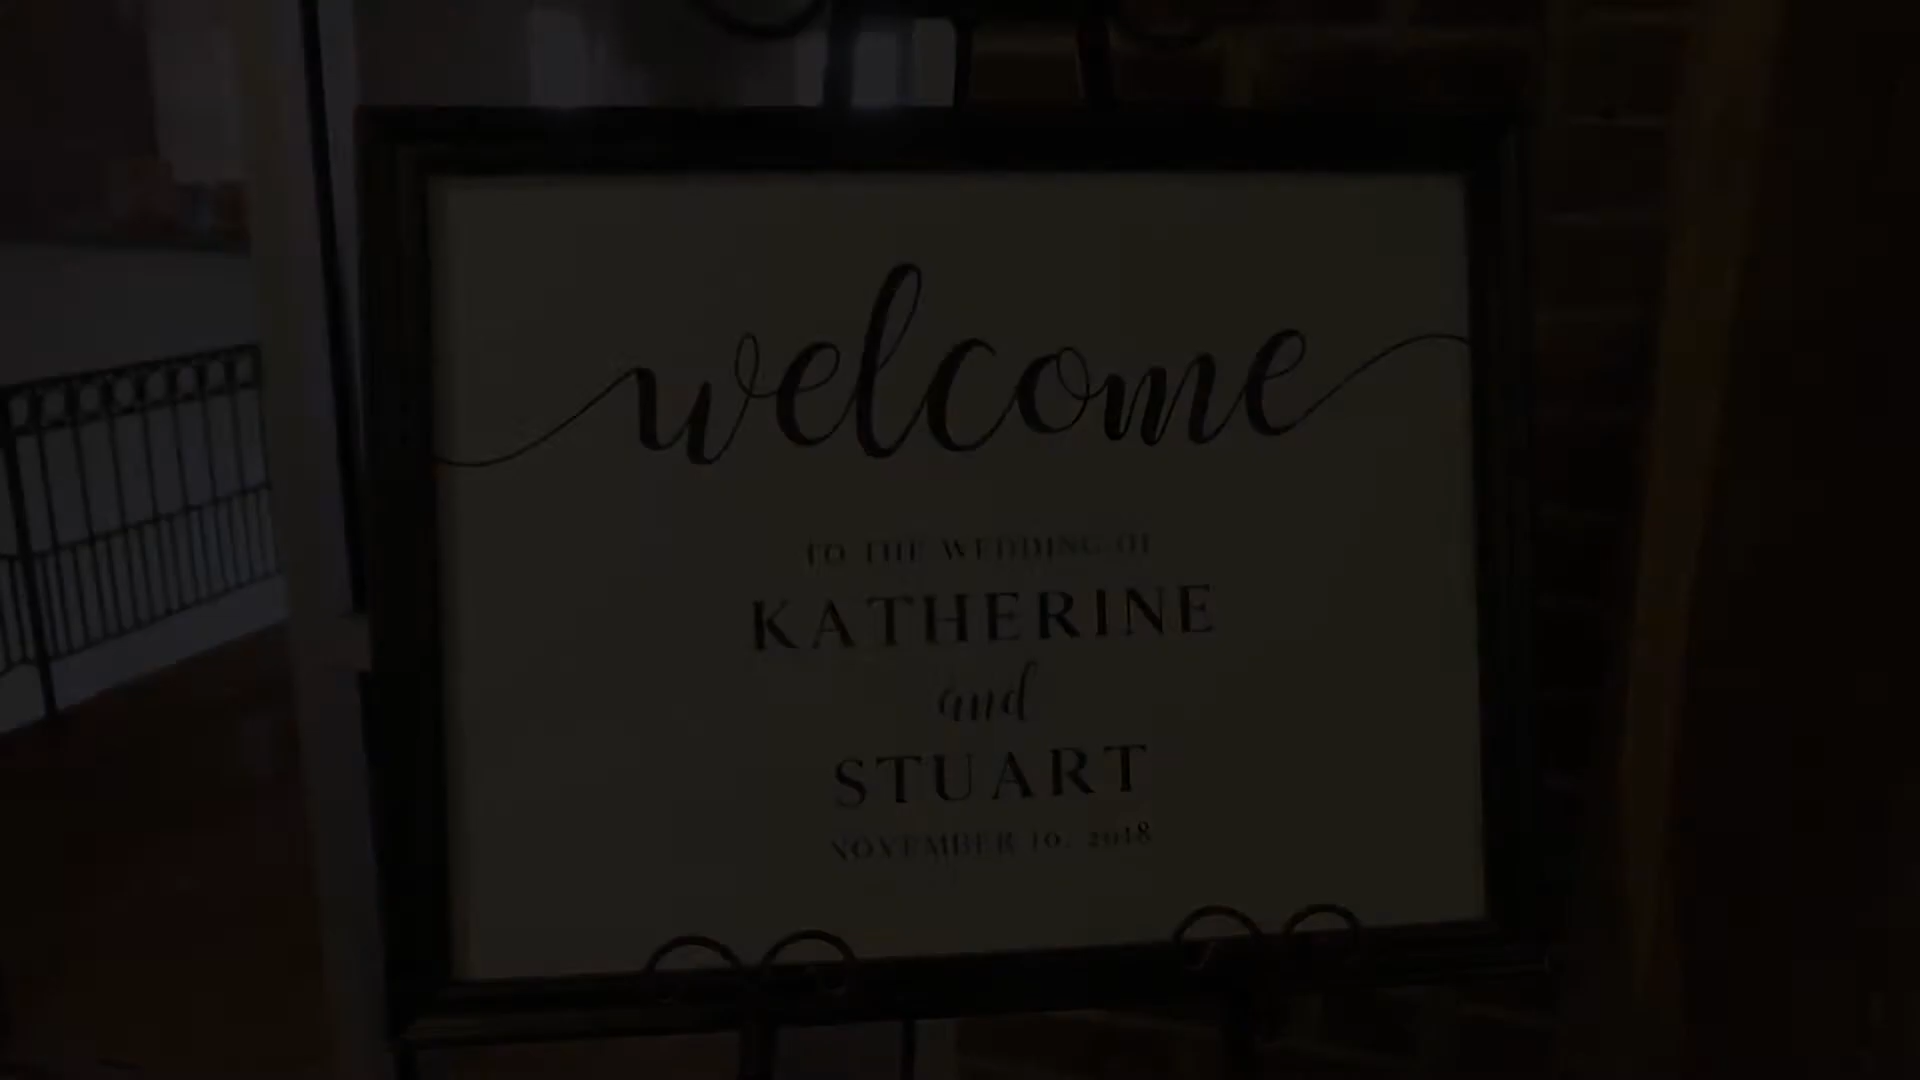 welcome
TO THE WEDDING OF
KATHERINE
and
STUART
NOVEMBER 10, 2018